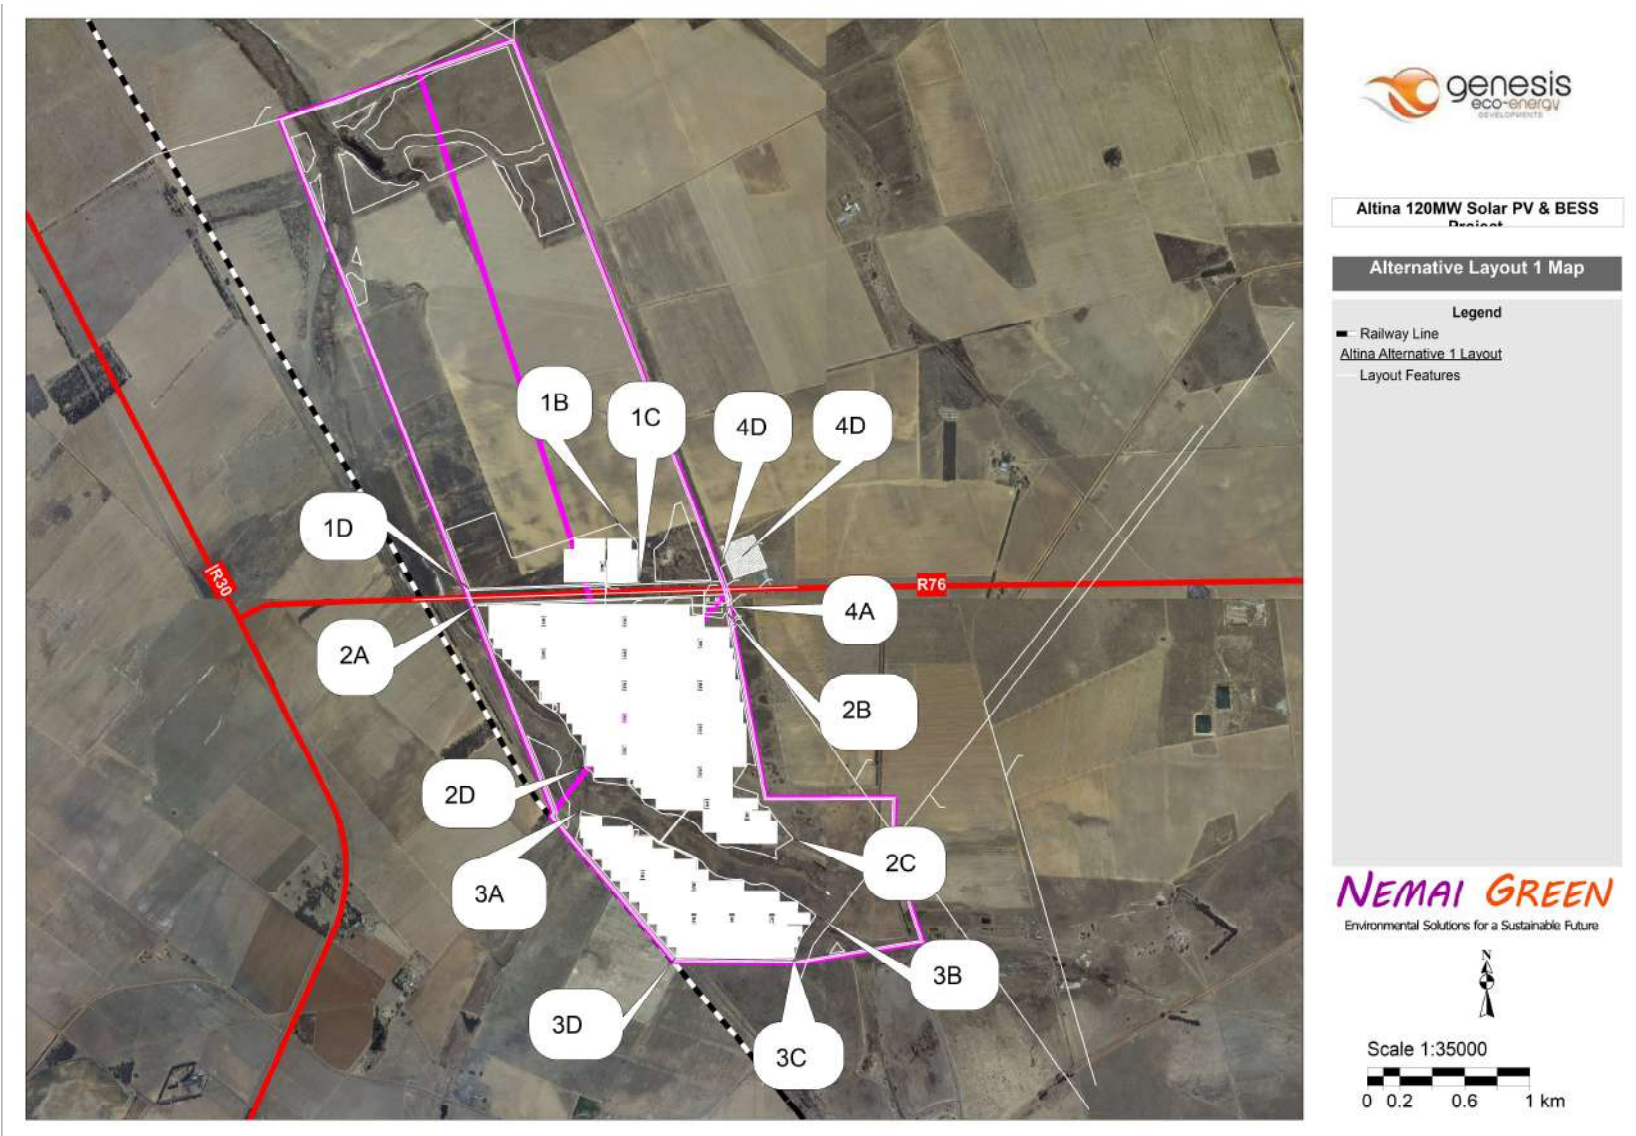 genesis
eco-energy
DEVELOPMENTS
Altina 120MW Solar PV & BESS
Project
Alternative Layout 1 Map
Legend
Railway Line
Altina Alternative 1 Layout
Layout Features
1B
1C
4D
4D
1D
R30
R76
4A
2A
2B
2D
2C
3A
3B
3D
3C
NEMAI GREEN
Environmental Solutions for a Sustainable Future
N
Scale 1:35000
0 0.2 0.6 1 km